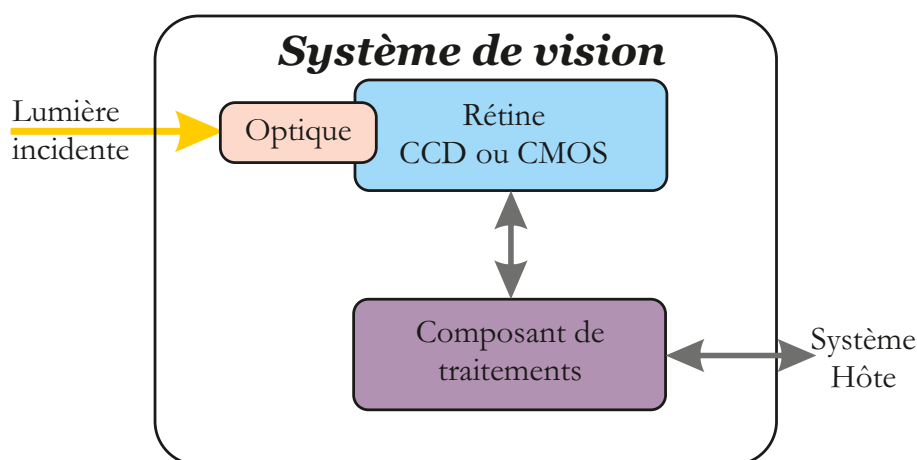 Système de vision
Lumière
incidente
Optique
Rétine
CCD ou CMOS
Composant de
traitements
Système
Hôte